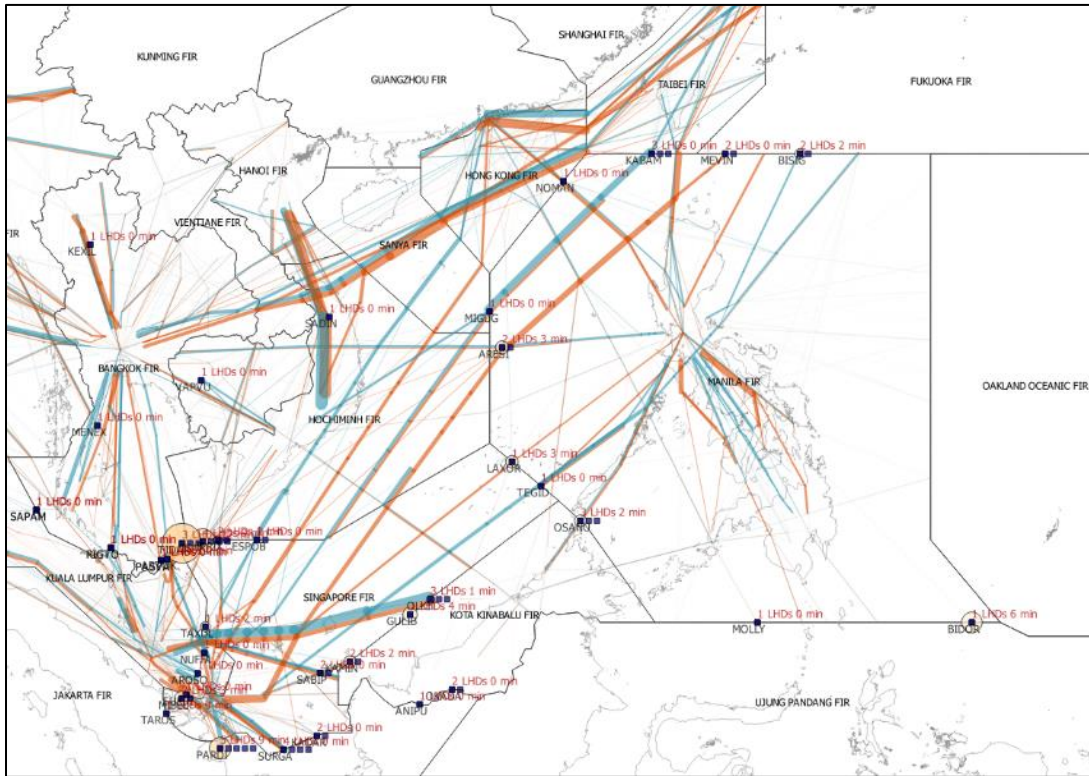 SHANGHAI FIR
KUNMING FIR
GUANGZHOU FIR
TAIBEI FIR
FUKUOKA FIR
3 LHDs 0 min
KABAM
2 LHDs 0 min
MEVIN
2 LHDs 2 min
BISIG
HANOI FIR
HONG KONG FIR
1 LHDs 0 min
NOMAN
VIENTIANE FIR
FIR
1 LHDs 0 min
KEXIL
SANYA FIR
1 LHDs 0 min
SADIN
1 LHDs 0 min
MIGUG
2 LHDs 3 min
ARESI
BANGKOK FIR
1 LHDs 0 min
VAPVU
MANILA FIR
OAKLAND OCEANIC FIR
1 LHDs 0 min
MENEX
HOCHIMINH FIR
1 LHDs 3 min
LAXOR
1 LHDs 0 min
TEGID
1 LHDs 0 min
SAPAM
3 LHDs 2 min
OSANU
ESPOB
KUALA LUMPUR FIR
SINGAPORE FIR
3 LHDs 1 min
GULIB
KOTA KINABALU FIR
1 LHDs 0 min
MOLLY
1 LHDs 6 min
BIDOR
LHDs 2 min
TAXUL
NUFFA
2 LHDs 2 min
SABIP
AROSO
JAKARTA FIR
2 LHDs 0 min
ANIPU
UJUNG PANDANG FIR
TAROS
2 LHDs 0 min
PARDI
SURGA